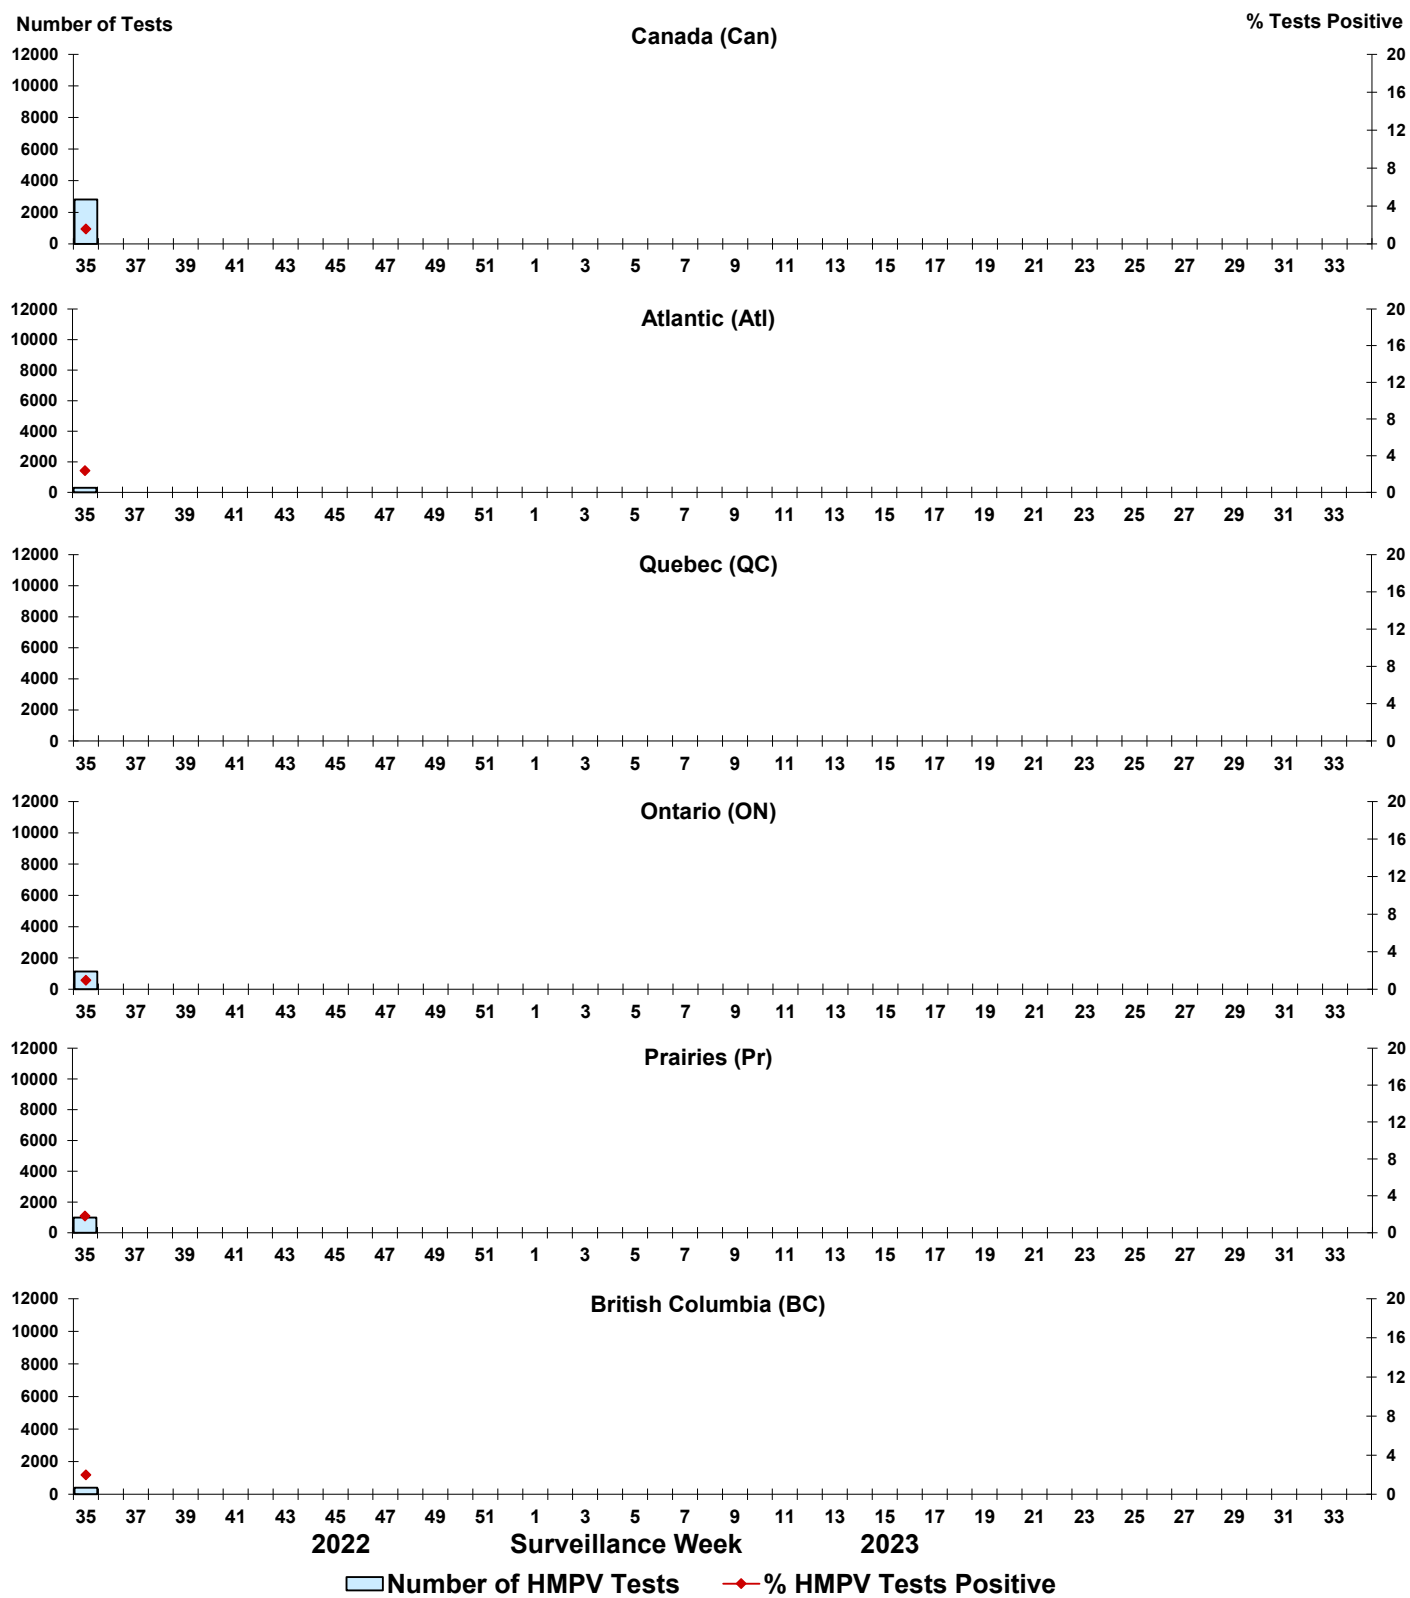 Number of Tests
% Tests Positive
Canada (Can)
12000 20
10000 16
8000 12
6000 8
4000 4
2000 0
0
35 37 39 41 43 45 47 49 51 1 3 5 7 9 11 13 15 17 19 21 23 25 27 29 31 33
Atlantic (Atl)
12000 20
10000 16
8000 12
6000 8
4000 4
2000 0
0
35 37 39 41 43 45 47 49 51 1 3 5 7 9 11 13 15 17 19 21 23 25 27 29 31 33
Quebec (QC)
12000 20
10000 16
8000 12
6000 8
4000 4
2000 0
0
35 37 39 41 43 45 47 49 51 1 3 5 7 9 11 13 15 17 19 21 23 25 27 29 31 33
Ontario (ON)
12000 20
10000 16
8000 12
6000 8
4000 4
2000 0
0
35 37 39 41 43 45 47 49 51 1 3 5 7 9 11 13 15 17 19 21 23 25 27 29 31 33
Prairies (Pr)
12000 20
10000 16
8000 12
6000 8
4000 4
2000 0
0
35 37 39 41 43 45 47 49 51 1 3 5 7 9 11 13 15 17 19 21 23 25 27 29 31 33
British Columbia (BC)
12000 20
10000 16
8000 12
6000 8
4000 4
2000 0
0
35 37 39 41 43 45 47 49 51 1 3 5 7 9 11 13 15 17 19 21 23 25 27 29 31 33
2022 Surveillance Week 2023
Number of HMPV Tests % HMPV Tests Positive